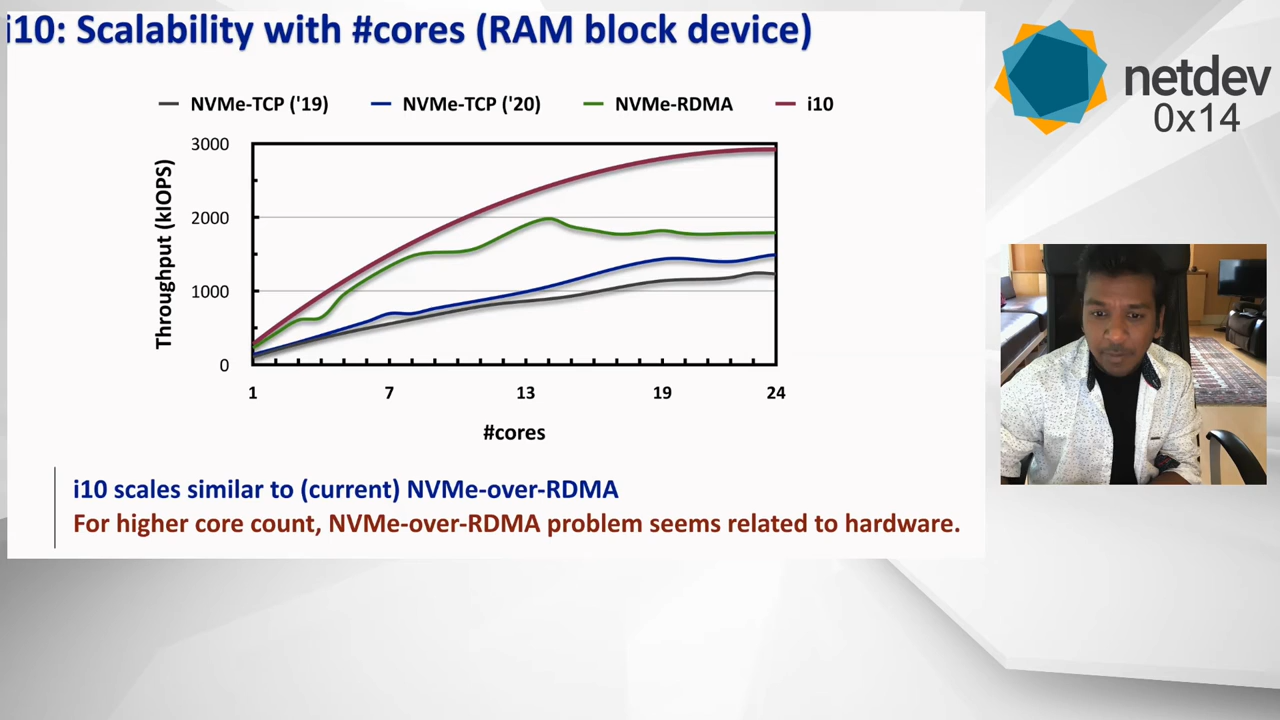 i10: Scalability with #cores (RAM block device)
NVMe-TCP ('19) NVMe-TCP ('20) NVMe-RDMA i10
Throughput (kIOPS)
3000
2000
1000
0
1 7 13 19 24
#cores
i10 scales similar to (current) NVMe-over-RDMA
For higher core count, NVMe-over-RDMA problem seems related to hardware.
netdev
0x14